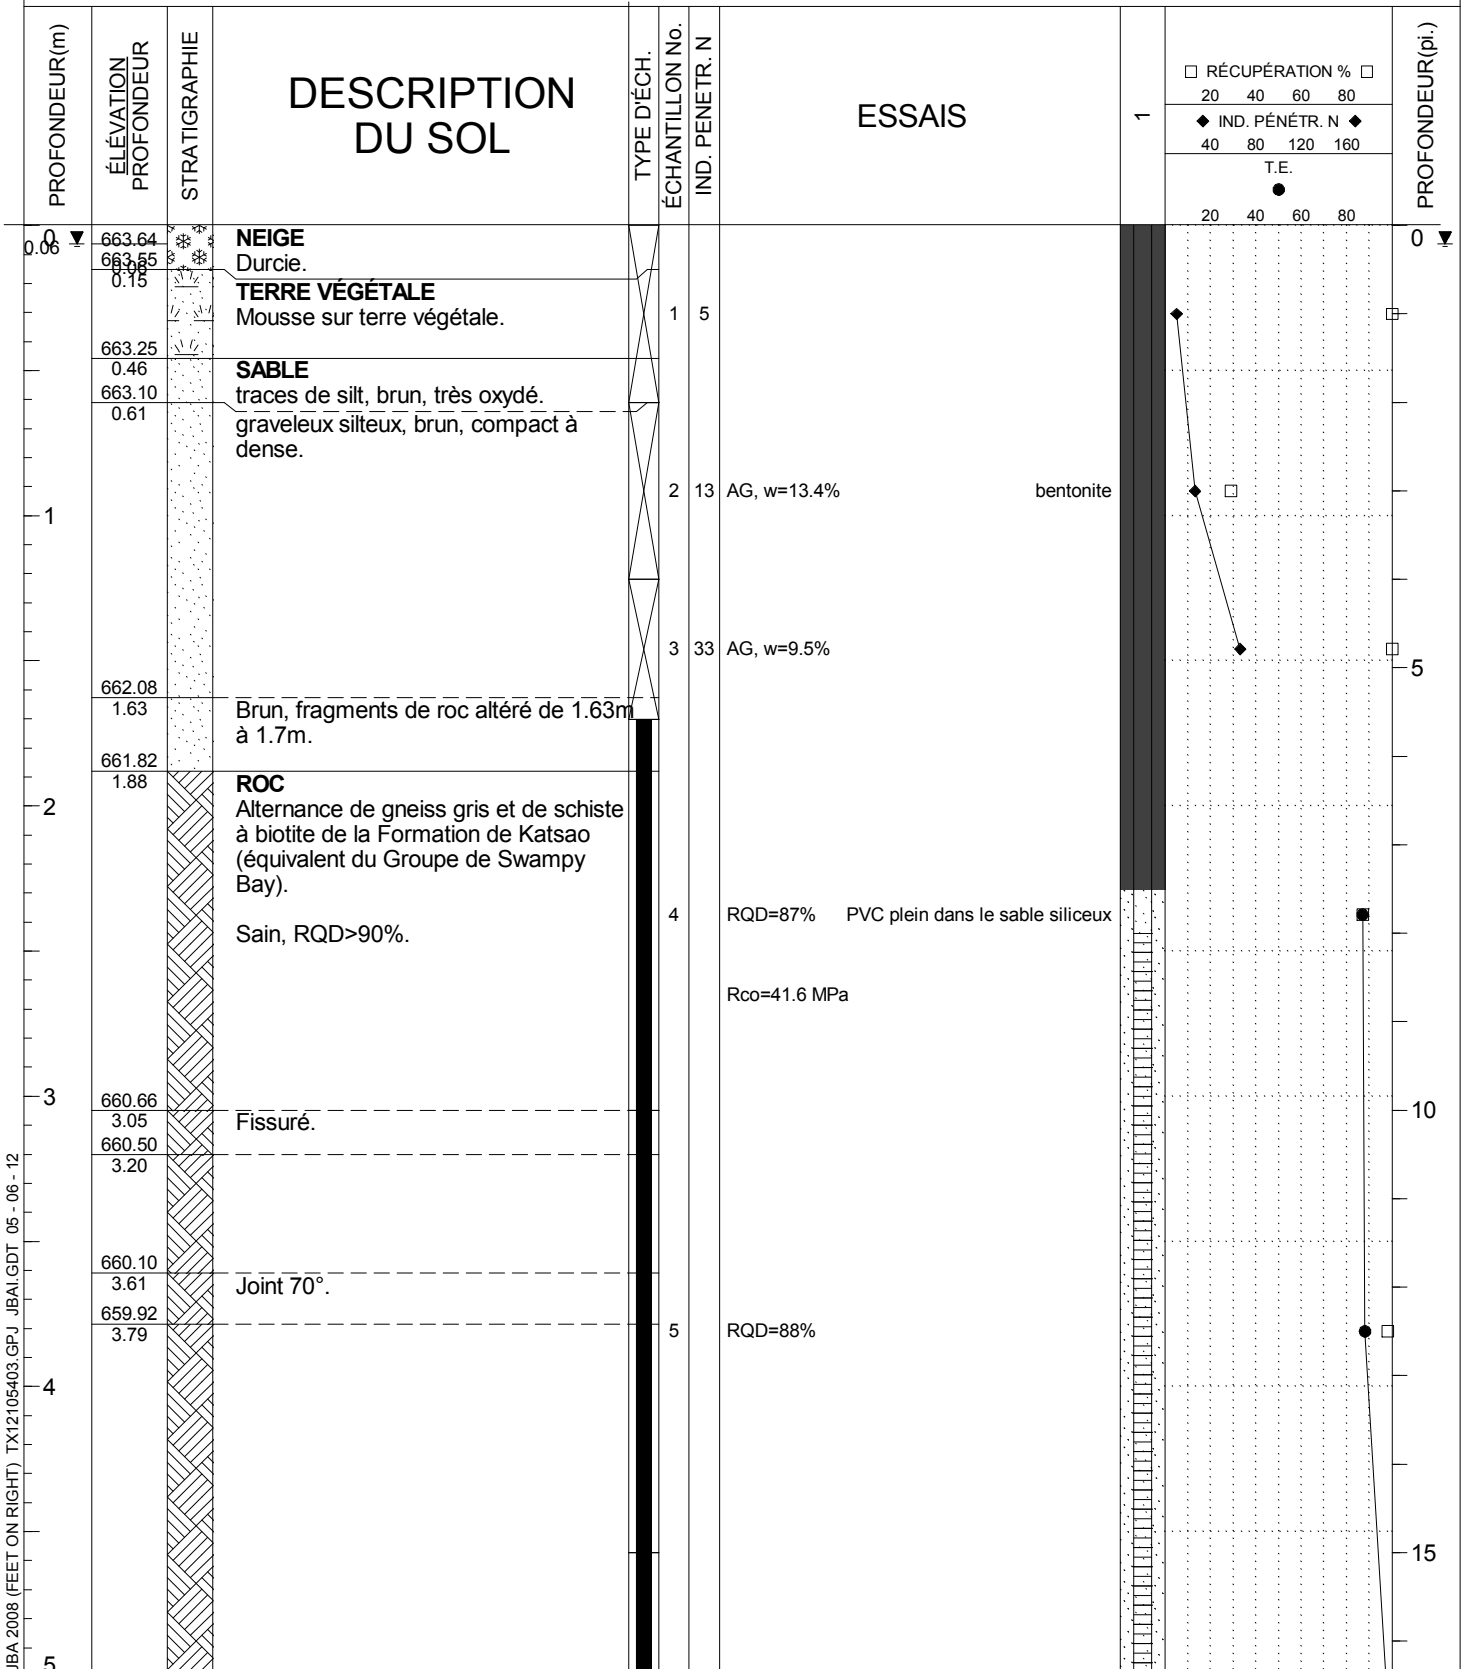 PROFONDEUR(m)
ÉLÉVATION
PROFONDEUR
STRATIGRAPHIE
DESCRIPTION
DU SOL
TYPE D'ÉCH.
ÉCHANTILLON No.
IND. PENETR. N
ESSAIS
1
□ RÉCUPÉRATION % □
20 40 60 80
◆ IND. PÉNÉTR. N ◆
40 80 120 160
T.E.
●
20 40 60 80
PROFONDEUR(pi.)
0
0.06
663.64
NEIGE
0
663.55
Durcie.
0.06
0.15
TERRE VÉGÉTALE
Mousse sur terre végétale.
1 5
663.25
0.46
SABLE
663.10
traces de silt, brun, très oxydé.
0.61
graveleux silteux, brun, compact à
dense.
2 13 AG, w=13.4% bentonite
1
3 33 AG, w=9.5%
5
662.08
1.63
Brun, fragments de roc altéré de 1.63m
à 1.7m.
661.82
1.88
ROC
2
Alternance de gneiss gris et de schiste
à biotite de la Formation de Katsao
(équivalent du Groupe de Swampy
Bay).
4 RQD=87% PVC plein dans le sable siliceux
Sain, RQD>90%.
Rco=41.6 MPa
3
660.66
10
3.05
Fissuré.
660.50
3.20
660.10
3.61
Joint 70°.
659.92
3.79
5 RQD=88%
4
15
5
JBA 2008 (FEET ON RIGHT) TX12105403.GPJ JBAI.GDT 05 - 06 - 12